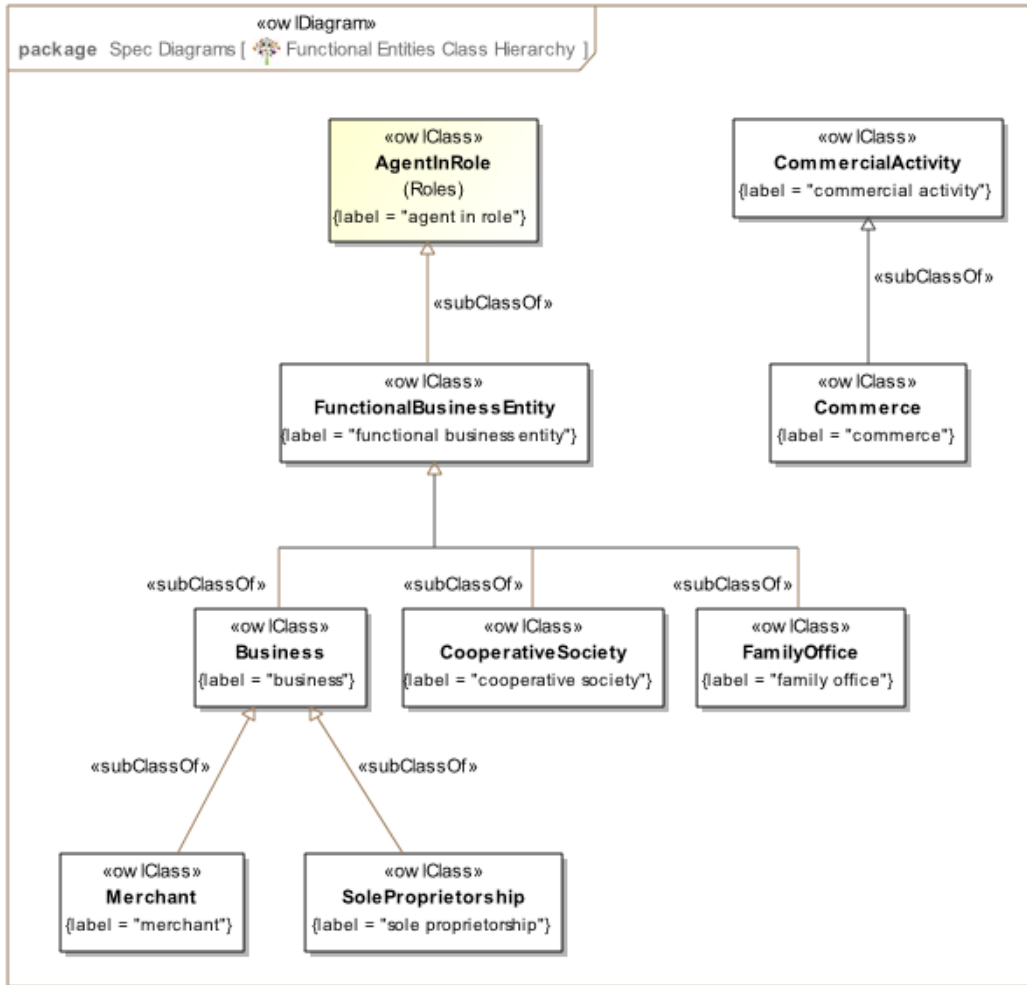 «owlDiagram»
package Spec Diagrams [ Functional Entities Class Hierarchy ]
«owlClass»
AgentInRole
(Roles)
{label = "agent in role"}
«owlClass»
CommercialActivity
{label = "commercial activity"}
«subClassOf»
«subClassOf»
«owlClass»
FunctionalBusinessEntity
{label = "functional business entity"}
«owlClass»
Commerce
{label = "commerce"}
«subClassOf»
«subClassOf»
«subClassOf»
«owlClass»
Business
{label = "business"}
«owlClass»
CooperativeSociety
{label = "cooperative society"}
«owlClass»
FamilyOffice
{label = "family office"}
«subClassOf»
«subClassOf»
«owlClass»
Merchant
{label = "merchant"}
«owlClass»
SoleProprietorship
{label = "sole proprietorship"}